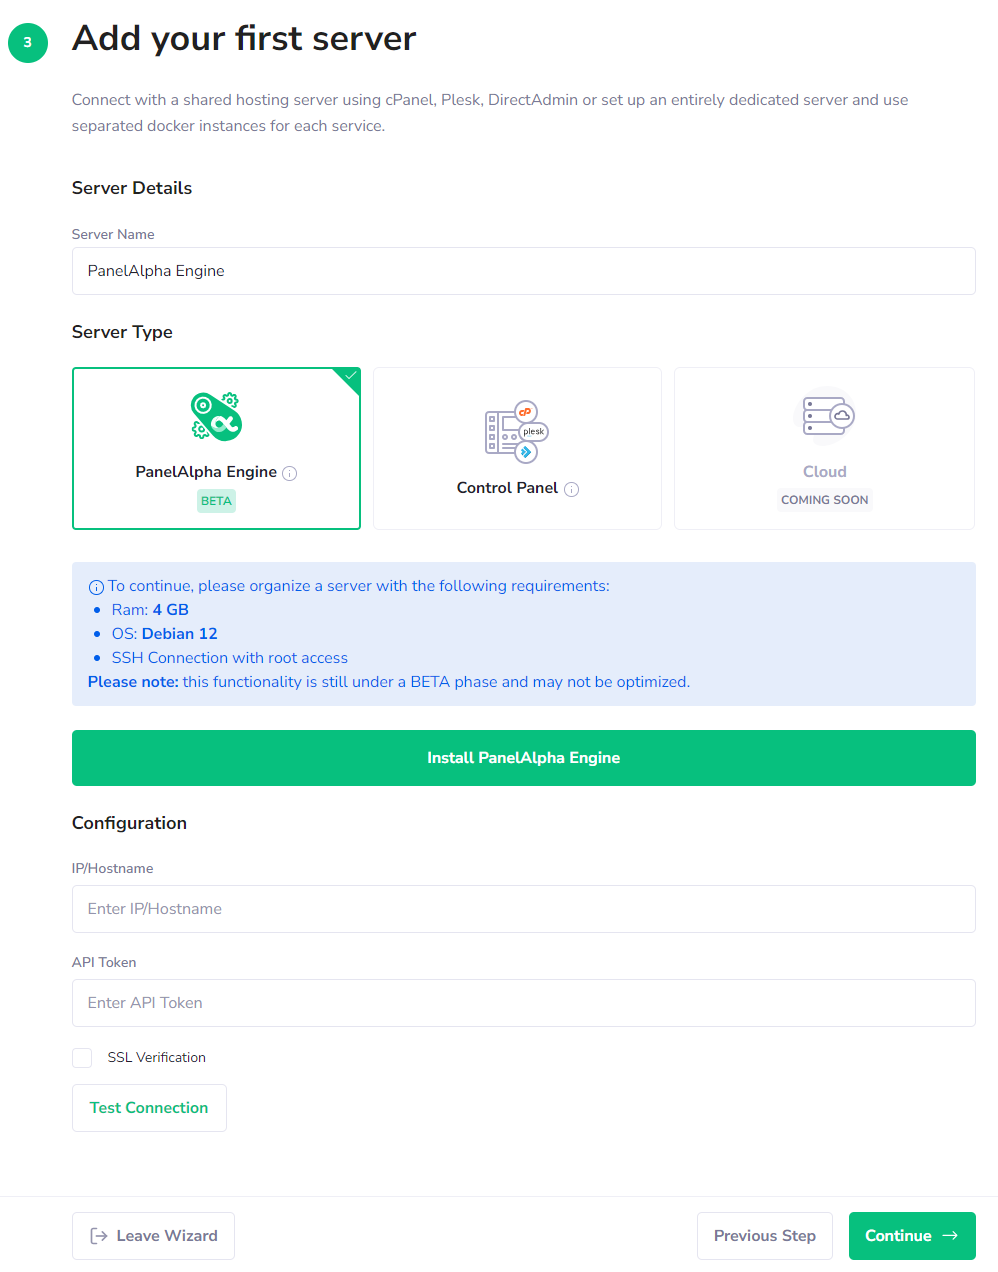 3
Add your first server
Connect with a shared hosting server using cPanel, Plesk, DirectAdmin or set up an entirely dedicated server and use
separated docker instances for each service.
Server Details
Server Name
PanelAlpha Engine
Server Type
PanelAlpha Engine
BETA
cP
plesk
Control Panel
Cloud
COMING SOON
To continue, please organize a server with the following requirements:
Ram: 4 GB
OS: Debian 12
SSH Connection with root access
Please note: this functionality is still under a BETA phase and may not be optimized.
Install PanelAlpha Engine
Configuration
IP/Hostname
Enter IP/Hostname
API Token
Enter API Token
SSL Verification
Test Connection
Leave Wizard
Previous Step
Continue